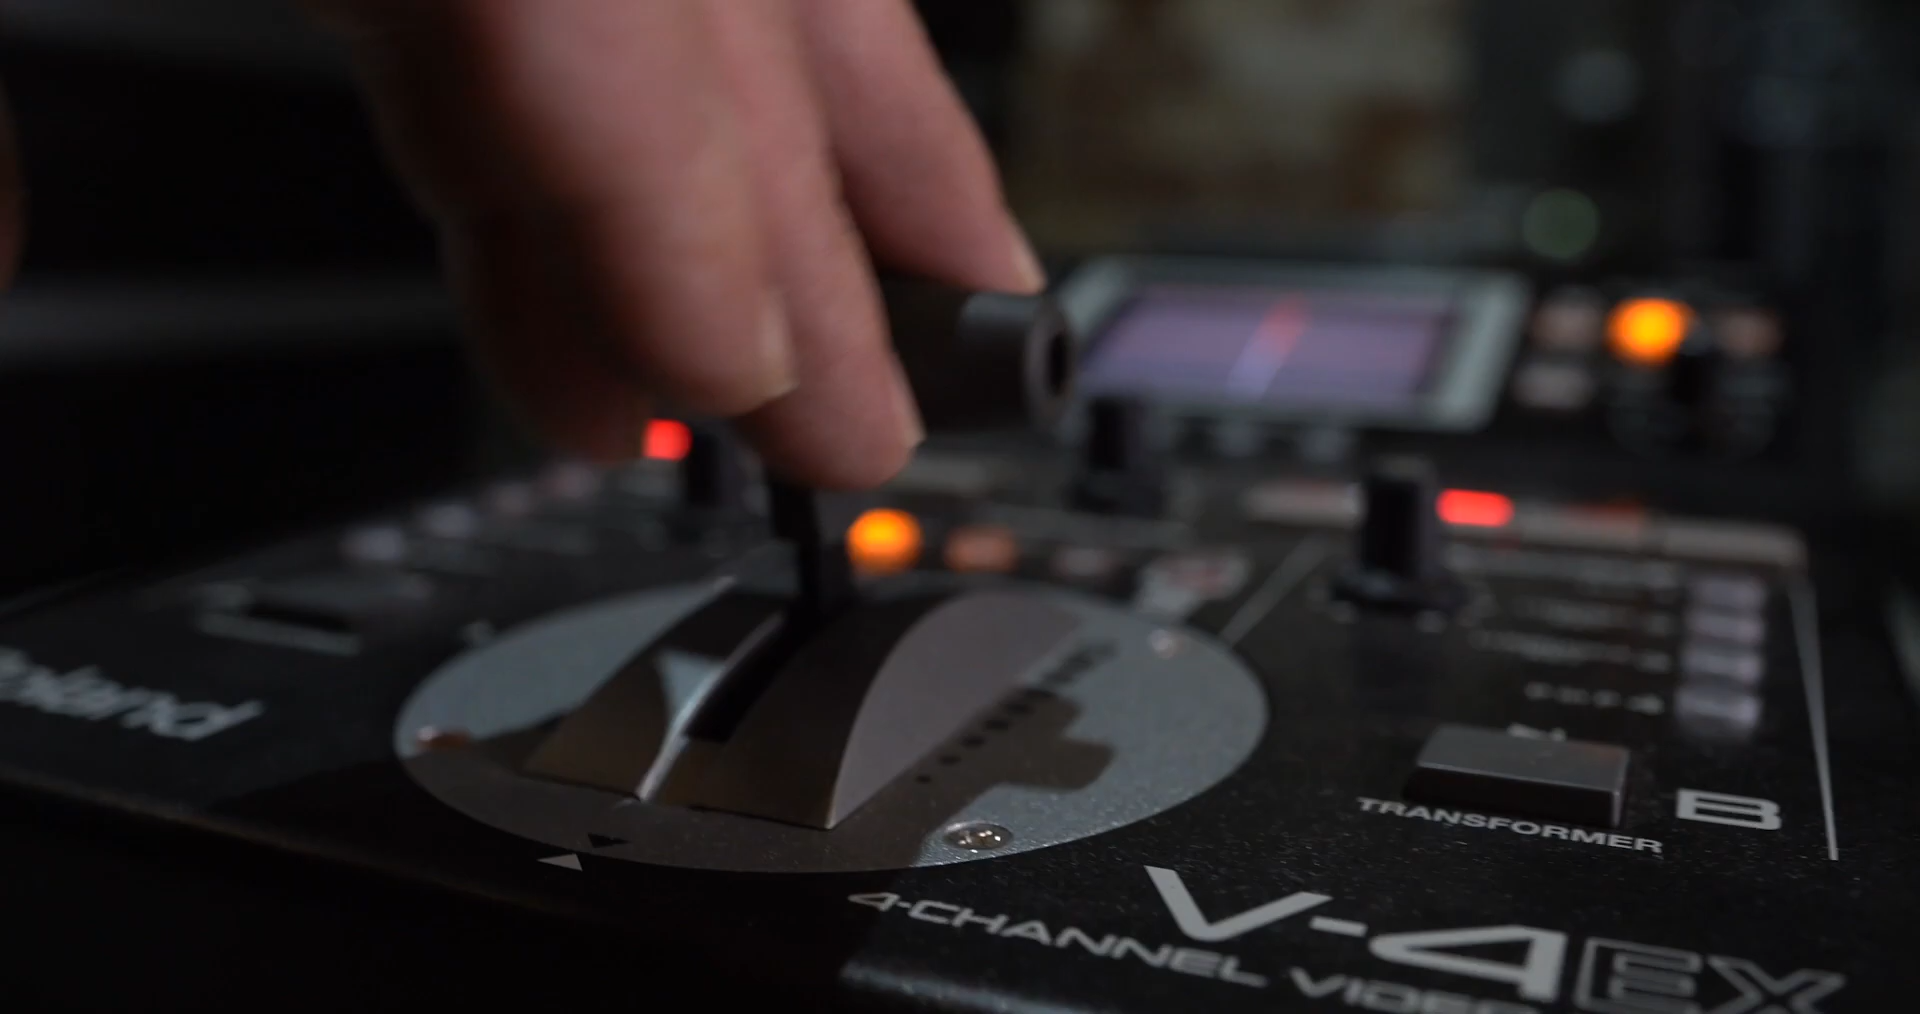 Roland
TRANSFORMER
B
V-4EX
4-CHANNEL VIDEO